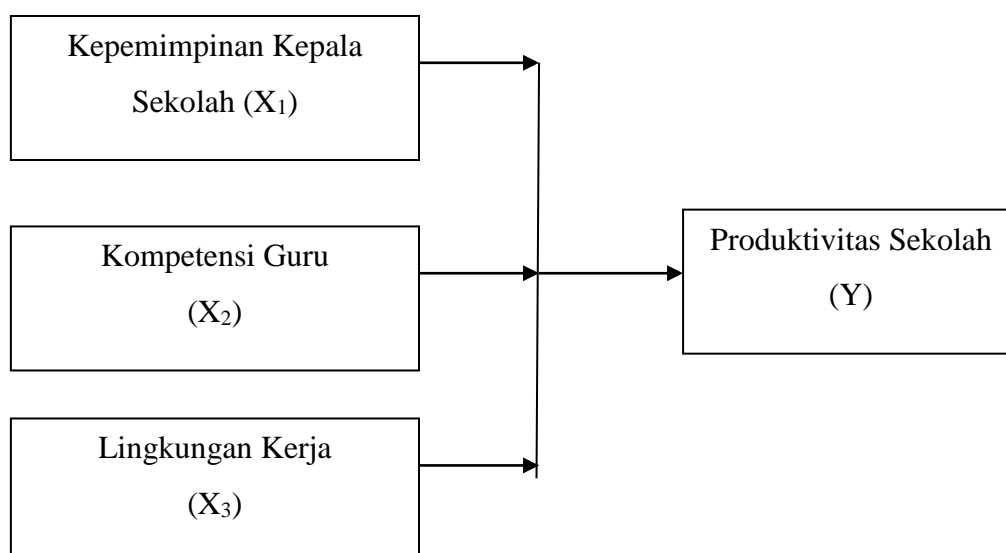 Kepemimpinan Kepala
Sekolah (X₁)
Kompetensi Guru
(X₂)
Lingkungan Kerja
(X₃)
Produktivitas Sekolah
(Y)